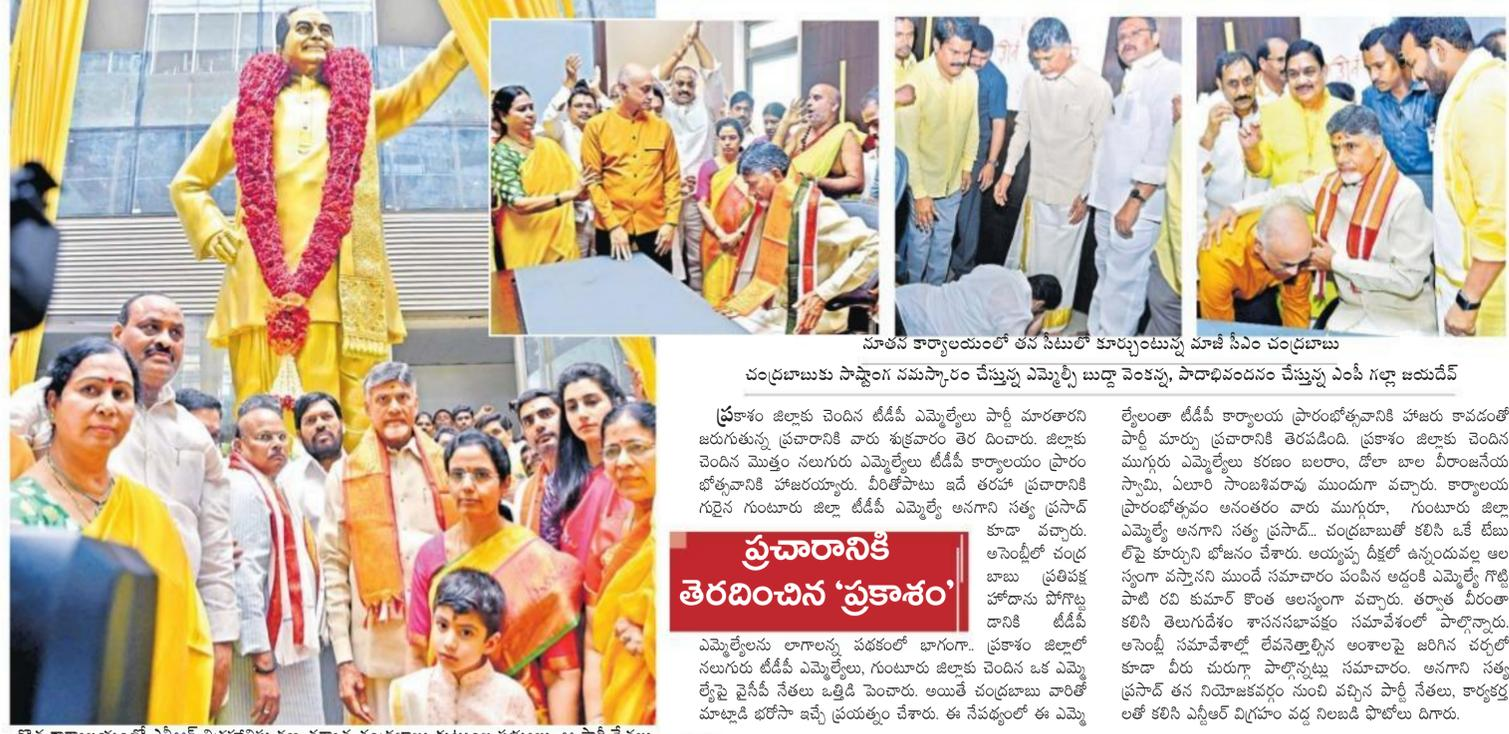 నూతన కార్యాలయంలో తన సీటులో కూర్చుంటున్న మాజీ సీఎం చంద్రబాబు
చంద్రబాబుకు సాష్టాంగ నమస్కారం చేస్తున్న ఎమ్మెల్సీ బుద్దా వెంకన్న, పాదాభివందనం చేస్తున్న ఎంపీ గల్లా జయదేవ్
ప్రకాశం జిల్లాకు చెందిన టీడీపీ ఎమ్మెల్యేలు పార్టీ మారతారని
జరుగుతున్న ప్రచారానికి వారు శుక్రవారం తెర దించారు. జిల్లాకు
చెందిన మొత్తం నలుగురు ఎమ్మెల్యేలు టీడీపీ కార్యాలయం ప్రారం
భోత్సవానికి హాజరయ్యారు. వీరితోపాటు ఇదే తరహా ప్రచారానికి
గురైన గుంటూరు జిల్లా టీడీపీ ఎమ్మెల్యే అనగాని సత్య ప్రసాద్
కూడా వచ్చారు.
అసెంబ్లీలో చంద్ర
బాబు ప్రతిపక్ష
హోదాను పోగొట్ట
డానికి టీడీపీ
ప్రచారానికి
తెరదించిన ‘ప్రకాశం’
ఎమ్మెల్యేలను లాగాలన్న పథకంలో భాగంగా.. ప్రకాశం జిల్లాలో
నలుగురు టీడీపీ ఎమ్మెల్యేలు, గుంటూరు జిల్లాకు చెందిన ఒక ఎమ్మె
ల్యేపై వైసీపీ నేతలు ఒత్తిడి పెంచారు. అయితే చంద్రబాబు వారితో
మాట్లాడి భరోసా ఇచ్చే ప్రయత్నం చేశారు. ఈ నేపథ్యంలో ఈ ఎమ్మె
ల్యేలంతా టీడీపీ కార్యాలయ ప్రారంభోత్సవానికి హాజరు కావడంతో
పార్టీ మార్పు ప్రచారానికి తెరపడింది. ప్రకాశం జిల్లాకు చెందిన
ముగ్గురు ఎమ్మెల్యేలు కరణం బలరాం, డోలా బాల వీరాంజనేయ
స్వామి, ఏలూరి సాంబశివరావు ముందుగా వచ్చారు. కార్యాలయ
ప్రారంభోత్సవం అనంతరం వారు ముగ్గురూ, గుంటూరు జిల్లా
ఎమ్మెల్యే అనగాని సత్య ప్రసాద్... చంద్రబాబుతో కలిసి ఒకే టేబు
ల్‌పై కూర్చుని భోజనం చేశారు. అయ్యప్ప దీక్షలో ఉన్నందువల్ల ఆల
స్యంగా వస్తానని ముందే సమాచారం పంపిన అద్దంకి ఎమ్మెల్యే గొట్టి
పాటి రవి కుమార్ కొంత ఆలస్యంగా వచ్చారు. తర్వాత వీరంతా
కలిసి తెలుగుదేశం శాసనసభాపక్షం సమావేశంలో పాల్గొన్నారు.
అసెంబ్లీ సమావేశాల్లో లేవనెత్తాల్సిన అంశాలపై జరిగిన చర్చలో
కూడా వీరు చురుగ్గా పాల్గొన్నట్లు సమాచారం. అనగాని సత్య
ప్రసాద్ తన నియోజకవర్గం నుంచి వచ్చిన పార్టీ నేతలు, కార్యకర్త
లతో కలిసి ఎన్టీఆర్ విగ్రహం వద్ద నిలబడి ఫొటోలు దిగారు.